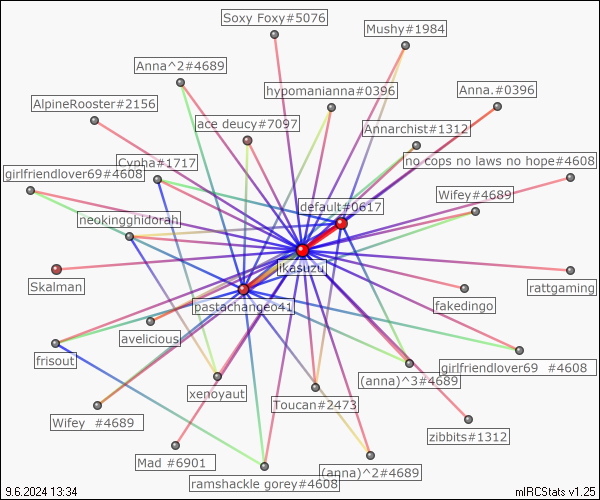 Soxy Foxy#5076
Mushy#1984
Anna^2#4689
hypomanianna#0396
Anna.#0396
AlpineRooster#2156
ace deucy#7097
Annarchist#1312
Cypha#1717
no cops no laws no hope#4608
girlfriendlover69#4608
Wifey#4689
default#0617
neokingghidorah
ikasuzu
Skalman
rattgaming
fakedingo
pastachangeo41
avelicious
frisout
girlfriendlover69 #4608
(anna)^3#4689
xenoyaut
Toucan#2473
Wifey #4689
zibbits#1312
Mad #6901
(anna)^2#4689
ramshackle gorey#4608
9.6.2024 13:34
mIRCStats v1.25